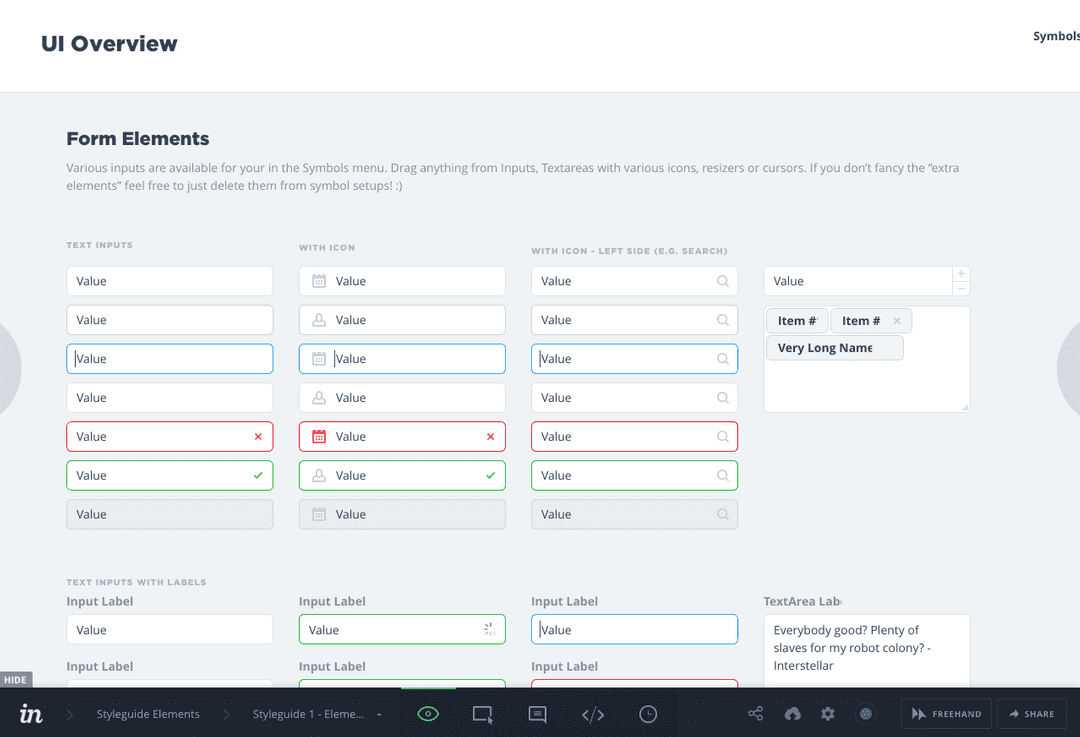 UI Overview
Symbols
Form Elements
Various inputs are available for your in the Symbols menu. Drag anything from Inputs, Textareas with various icons, resizers or cursors. If you don’t fancy the “extra
elements” feel free to just delete them from symbol setups! :)
TEXT INPUTS
WITH ICON
WITH ICON - LEFT SIDE (E.G. SEARCH)
Value Value Value Value
Value Value Value
Item # Item #
Very Long Name
Value Value Value
Value Value Value
Value Value Value
Value Value Value
Value Value Value
TEXT INPUTS WITH LABELS
Input Label Input Label Input Label TextArea Lab
Value Value Value
Everybody good? Plenty of
slaves for my robot colony? -
Interstellar
Input Label Input Label Input Label
HIDE
in Styleguide Elements Styleguide 1 - Eleme... FREEHAND SHARE